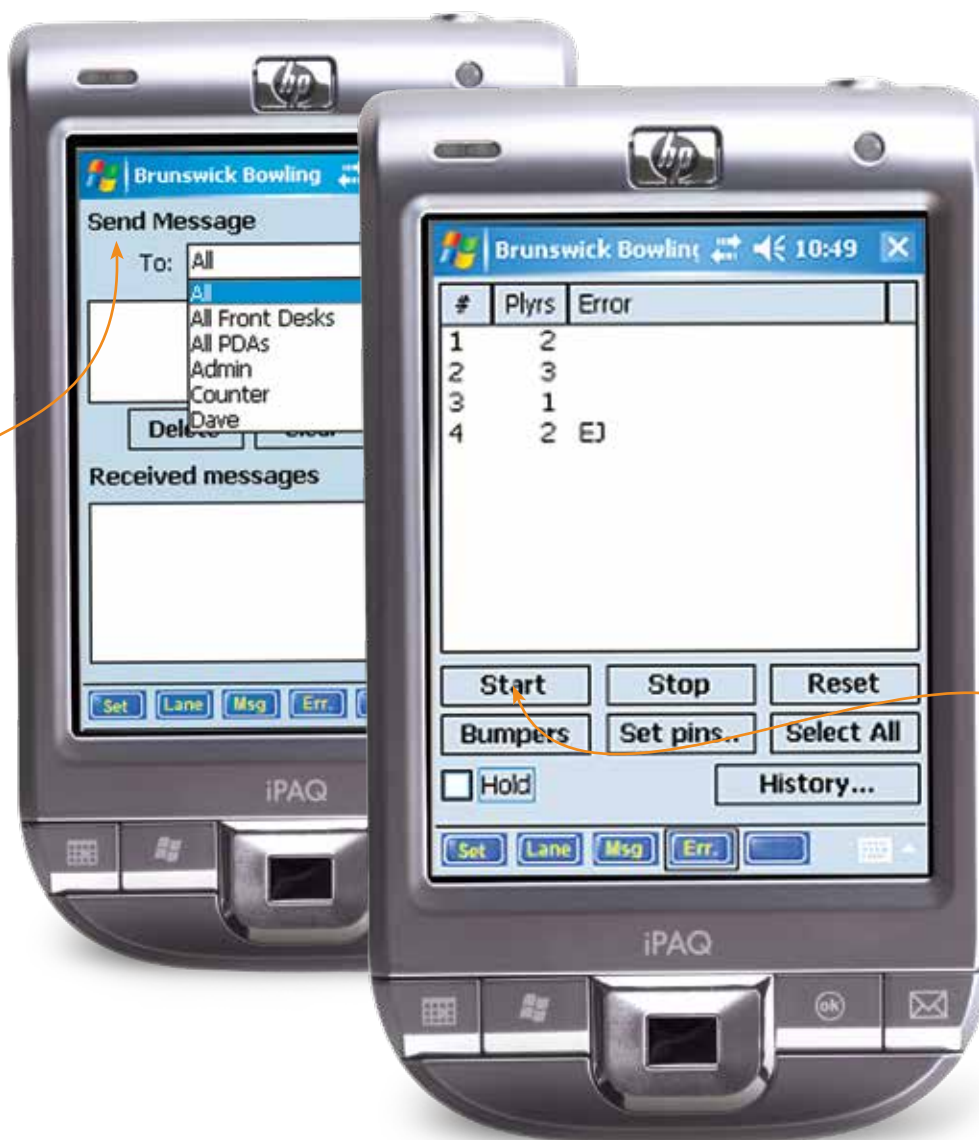 hp
Brunswick Bowling
Send Message
To: All
All
All Front Desks
All PDAs
Admin
Counter
Dave
Delete
Received messages
Set Lane Msg Err.
iPAQ
hp
Brunswick Bowling 10:49
# Plyrs Error
1 2
2 3
3 1
4 2 EJ
Start Stop Reset
Bumpers Set pins.. Select All
Hold History...
Set Lane Msg Err.
iPAQ
ok